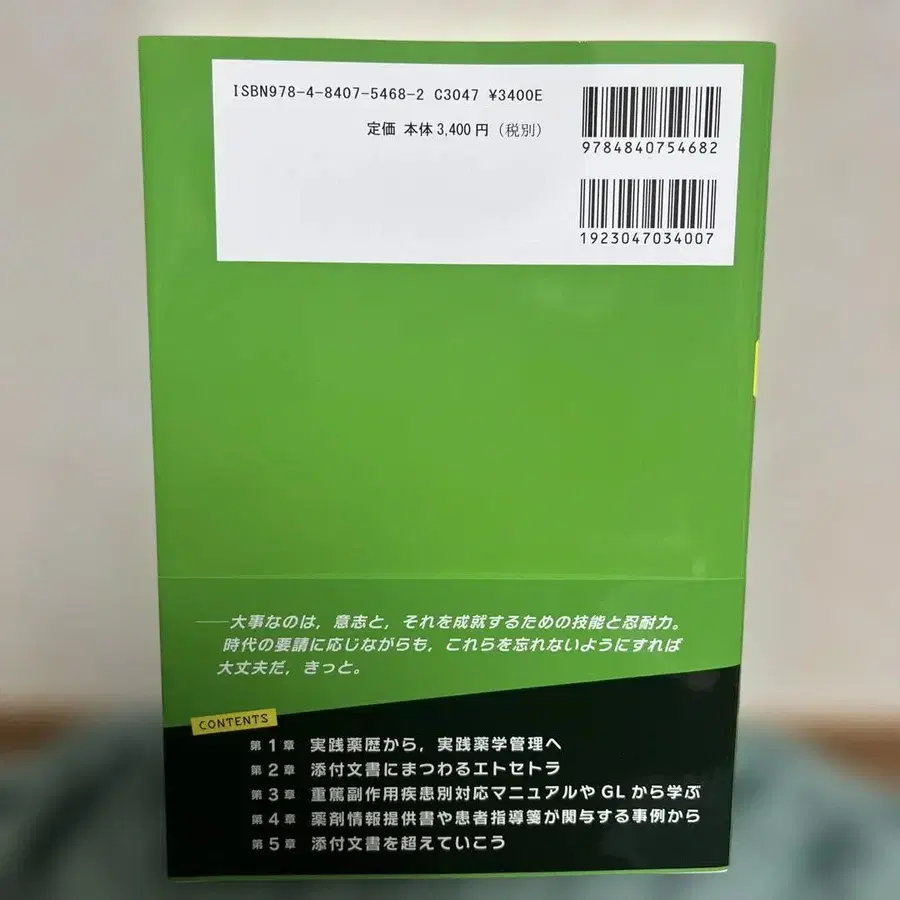 ISBN978-4-8407-5468-2 C3047 ¥3400E
定価 本体3,400円（税別）
9784840754682
1923047034007
──大事なのは，意志と，それを成就するための技能と忍耐力。
時代の要請に応じながらも，これらを忘れないようにすれば
大丈夫だ，きっと。
CONTENTS
第1章 実践薬歴から，実践薬学管理へ
第2章 添付文書にまつわるエトセトラ
第3章 重篤副作用疾患別対応マニュアルやGLから学ぶ
第4章 薬剤情報提供書や患者指導箋が関与する事例から
第5章 添付文書を超えていこう